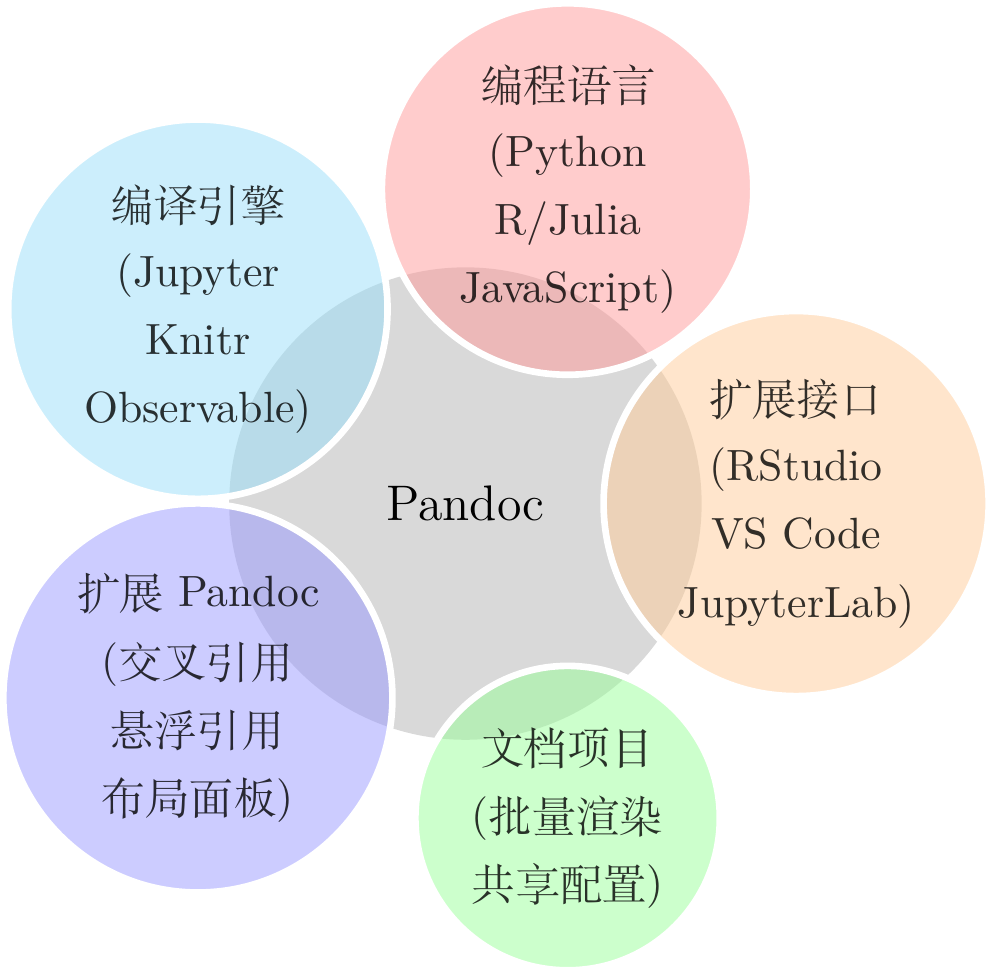 编程语言
(Python
R/Julia
JavaScript)
编译引擎
(Jupyter
Knitr
Observable)
扩展接口
(RStudio
VS Code
JupyterLab)
Pandoc
扩展 Pandoc
(交叉引用
悬浮引用
布局面板)
文档项目
(批量渲染
共享配置)